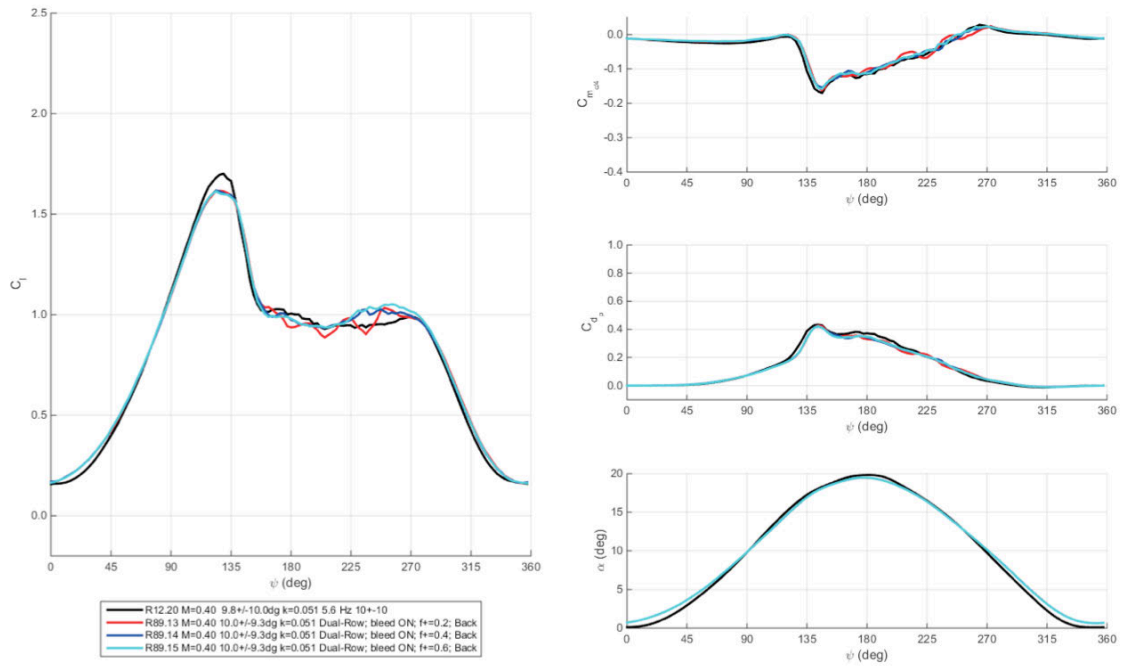 2.5
2.0
1.5
1.0
0.5
0.0
C_l
0 45 90 135 180 225 270 315 360
ψ (deg)
R12.20 M=0.40 9.8+/-10.0dg k=0.051 5.6 Hz 10+-10
R89.13 M=0.40 10.0+/-9.3dg k=0.051 Dual-Row; bleed ON; f+=0.2; Back
R89.14 M=0.40 10.0+/-9.3dg k=0.051 Dual-Row; bleed ON; f+=0.4; Back
R89.15 M=0.40 10.0+/-9.3dg k=0.051 Dual-Row; bleed ON; f+=0.6; Back
0.0
-0.1
-0.2
-0.3
-0.4
C_m c/4
0 45 90 135 180 225 270 315 360
ψ (deg)
1.0
0.8
0.6
0.4
0.2
0.0
C_d p
0 45 90 135 180 225 270 315 360
ψ (deg)
20
15
10
5
0
α (deg)
0 45 90 135 180 225 270 315 360
ψ (deg)